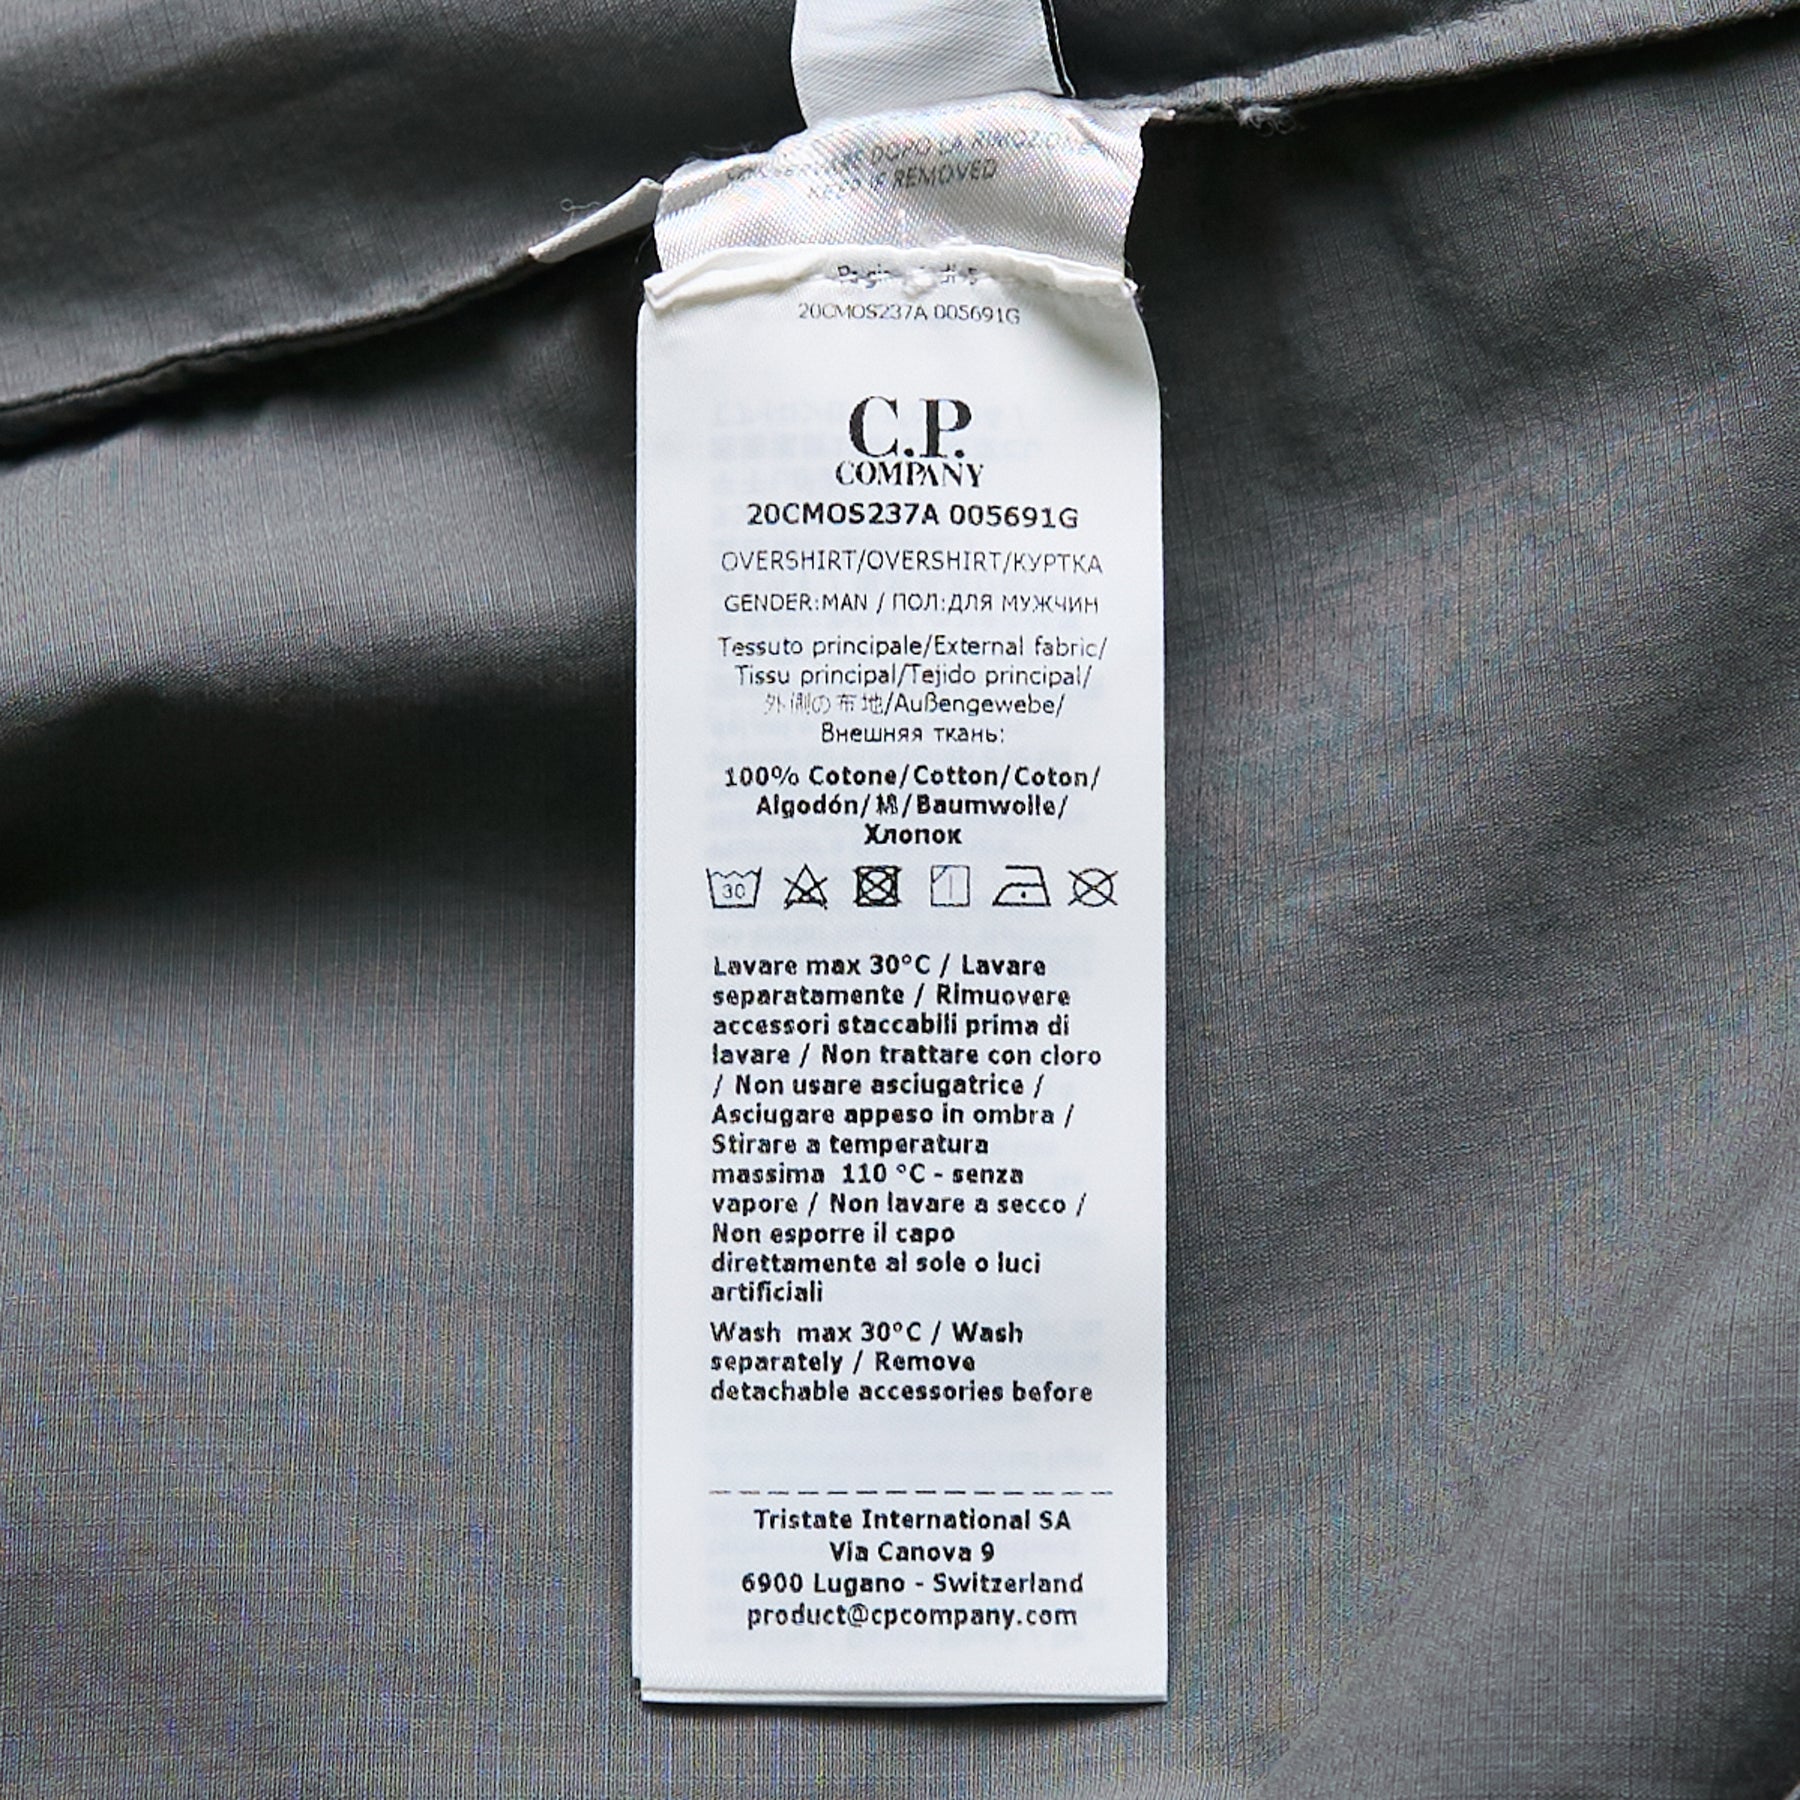 DOPO LA RIMOZIONE
KEEP IS REMOVED
20CMOS237A 005691G
C.P.
COMPANY
20CMOS237A 005691G
OVERSHIRT/OVERSHIRT/КУРТКА
GENDER:MAN / ПОЛ:ДЛЯ МУЖЧИН
Tessuto principale/External fabric/
Tissu principal/Tejido principal/
外側の布地/Außengewebe/
Внешняя ткань:
100% Cotone/Cotton/Coton/
Algodón/綿/Baumwolle/
Хлопок
30
Lavare max 30°C / Lavare
separatamente / Rimuovere
accessori staccabili prima di
lavare / Non trattare con cloro
/ Non usare asciugatrice /
Asciugare appeso in ombra /
Stirare a temperatura
massima 110 °C - senza
vapore / Non lavare a secco /
Non esporre il capo
direttamente al sole o luci
artificiali
Wash max 30°C / Wash
separately / Remove
detachable accessories before
Tristate International SA
Via Canova 9
6900 Lugano - Switzerland
product@cpcompany.com